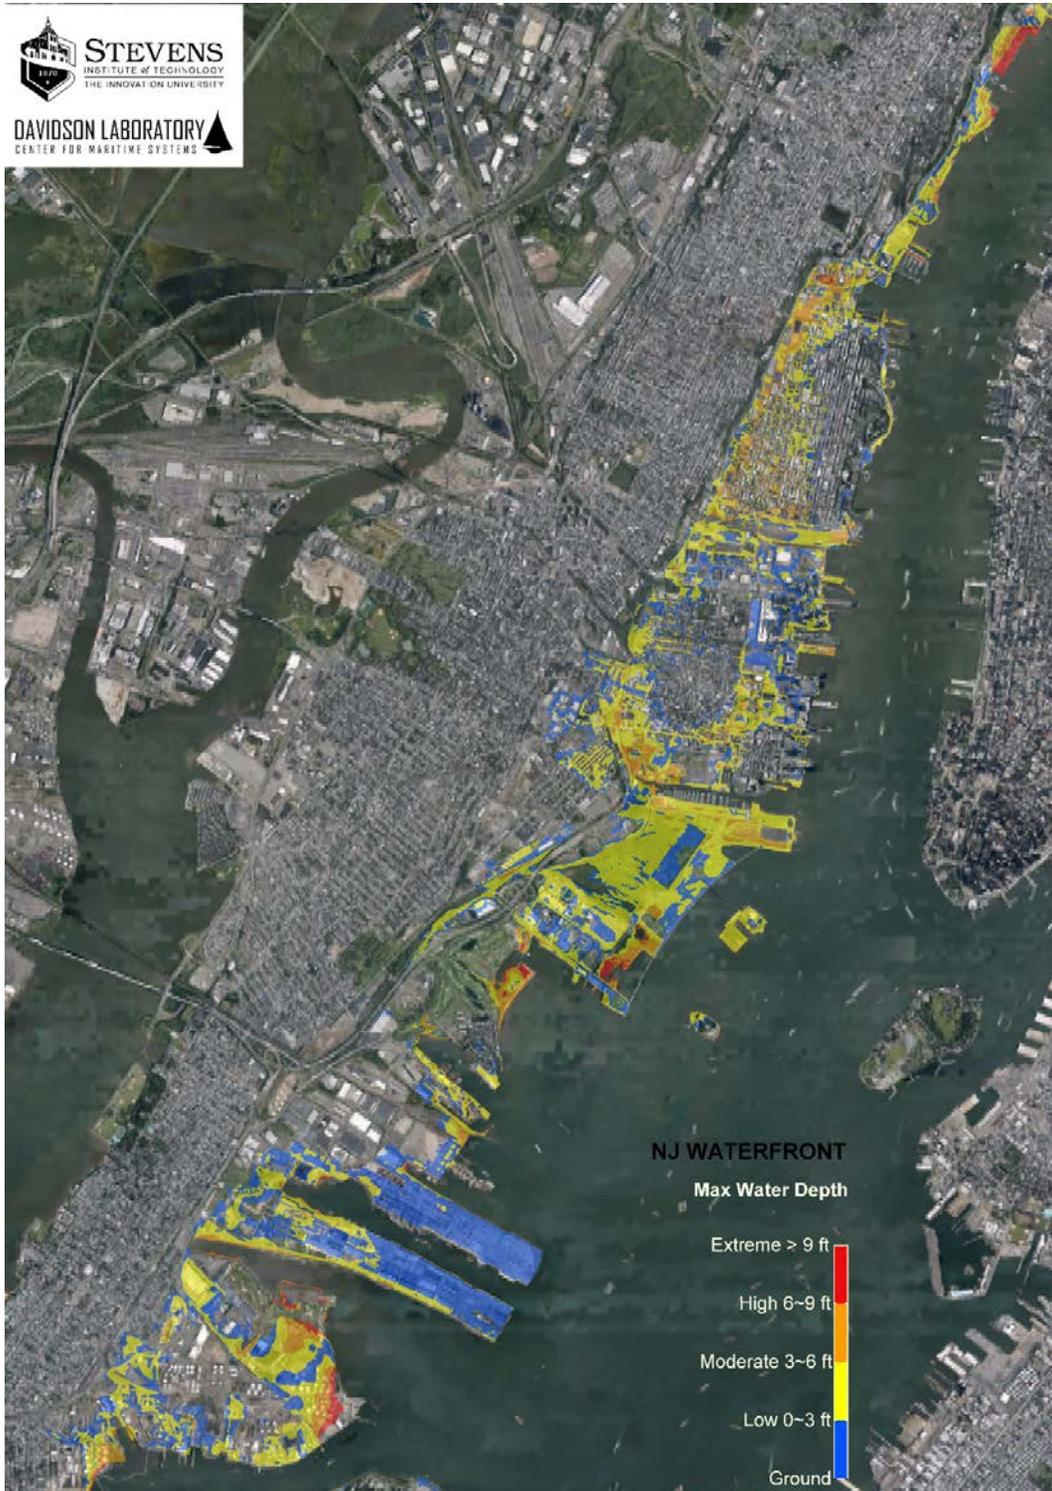 STEVENS
INSTITUTE of TECHNOLOGY
THE INNOVATION UNIVERSITY
1870
DAVIDSON LABORATORY
CENTER FOR MARITIME SYSTEMS
NJ WATERFRONT
Max Water Depth
Extreme > 9 ft
High 6~9 ft
Moderate 3~6 ft
Low 0~3 ft
Ground